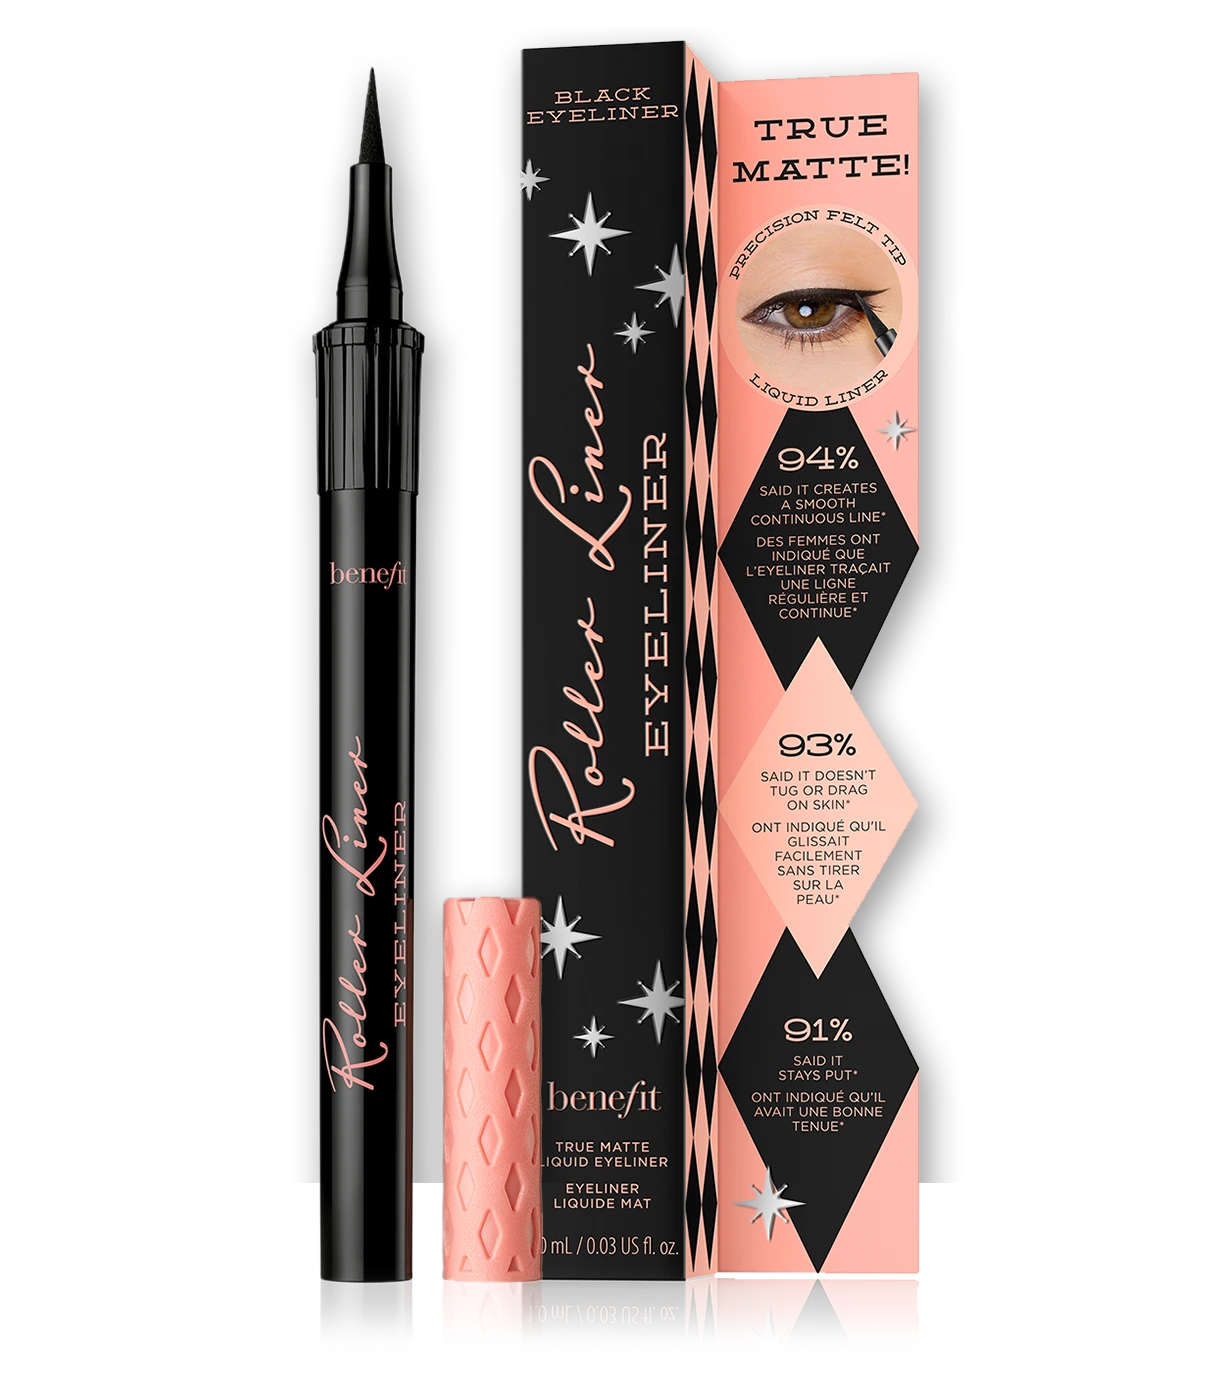 benefit
Roller Liner
EYELINER
BLACK
EYELINER
Roller Liner
EYELINER
benefit
TRUE MATTE
LIQUID EYELINER
EYELINER
LIQUIDE MAT
0 mL / 0.03 US fl. oz.
TRUE
MATTE!
PRECISION FELT TIP
LIQUID LINER
94%
SAID IT CREATES
A SMOOTH
CONTINUOUS LINE*
DES FEMMES ONT
INDIQUÉ QUE
L'EYELINER TRAÇAIT
UNE LIGNE
RÉGULIÈRE ET
CONTINUE*
93%
SAID IT DOESN'T
TUG OR DRAG
ON SKIN*
ONT INDIQUÉ QU'IL
GLISSAIT
FACILEMENT
SANS TIRER
SUR LA
PEAU*
91%
SAID IT
STAYS PUT*
ONT INDIQUÉ QU'IL
AVAIT UNE BONNE
TENUE*